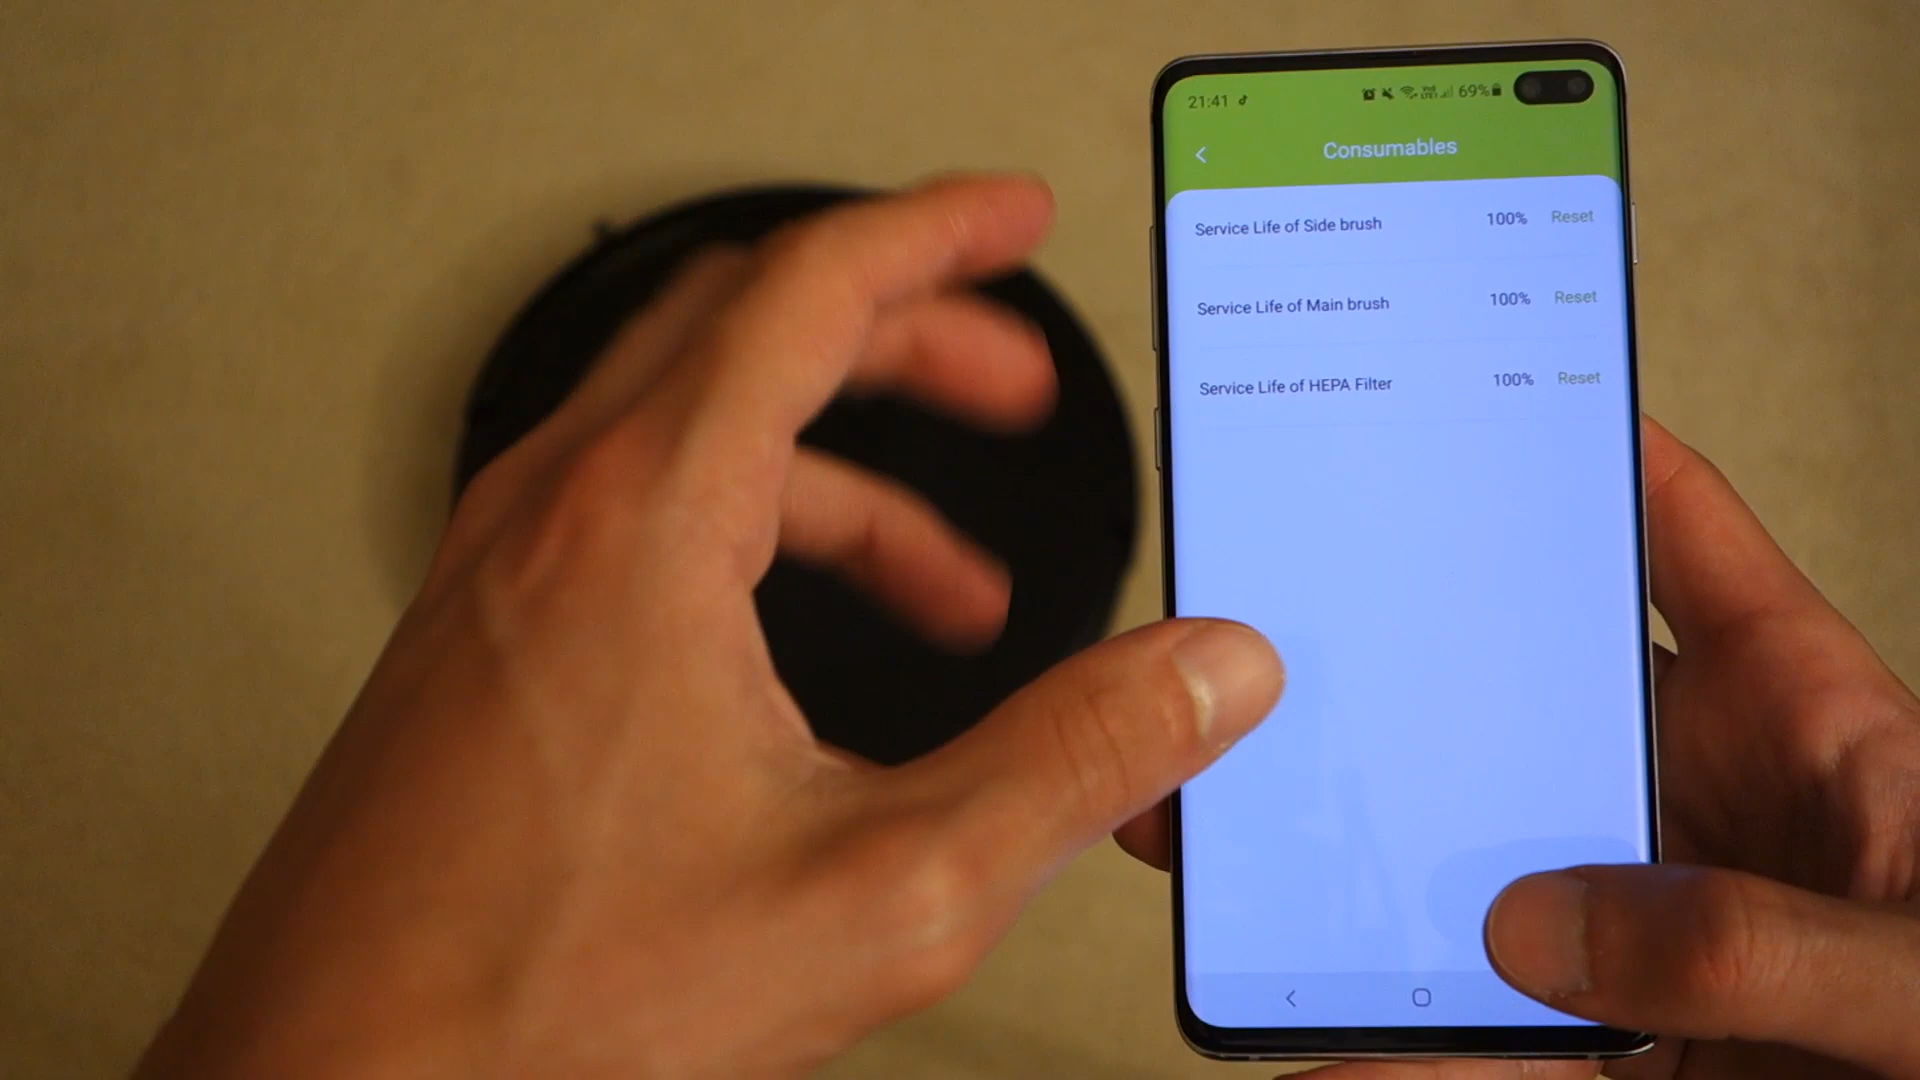 21:41 69%
Consumables
Service Life of Side brush 100% Reset
Service Life of Main brush 100% Reset
Service Life of HEPA Filter 100% Reset